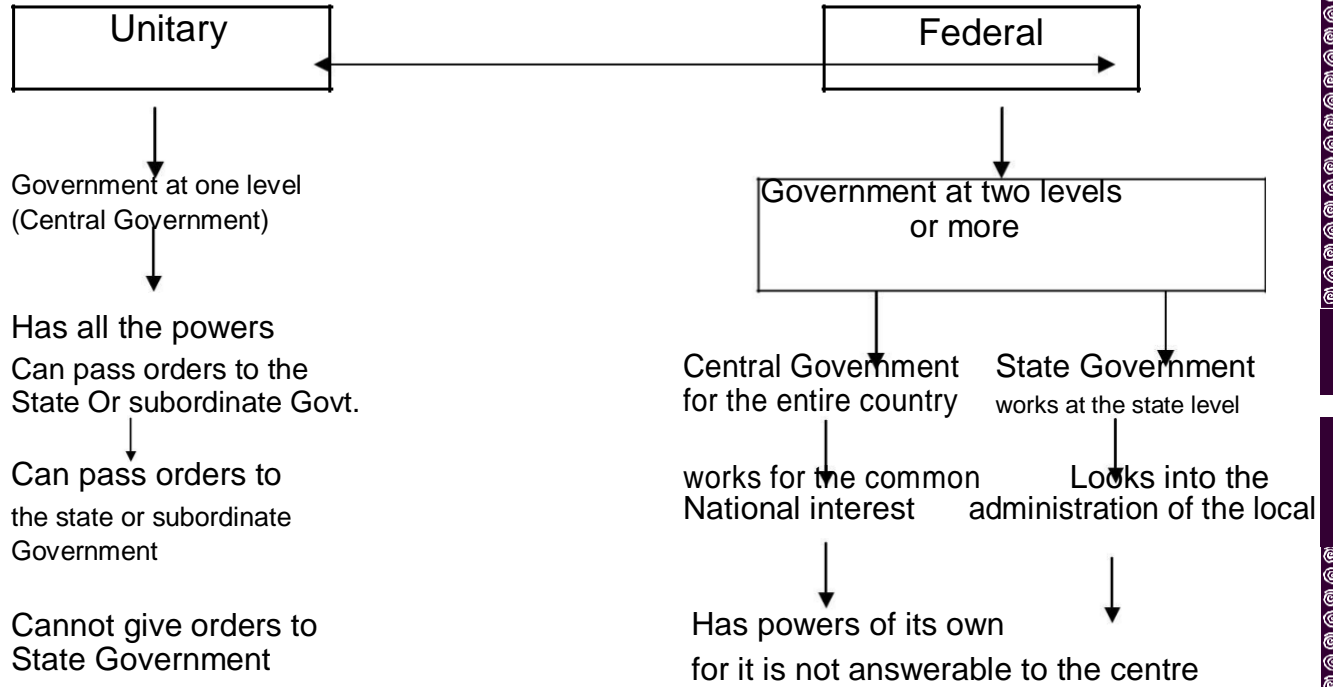 Unitary
Federal
Government at one level
(Central Government)
Government at two levels
or more
Has all the powers
Can pass orders to the
State Or subordinate Govt.
Can pass orders to
the state or subordinate
Government
Cannot give orders to
State Government
Central Government
for the entire country
works for the common
National interest
State Government
works at the state level
Looks into the
administration of the local
Has powers of its own
for it is not answerable to the centre